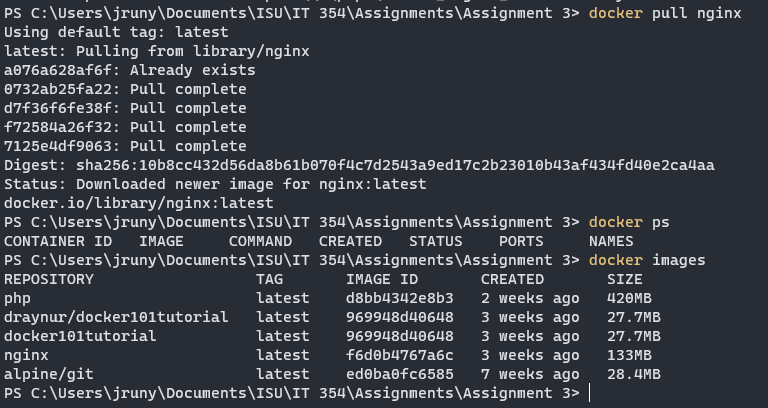 PS C:\Users\jruny\Documents\ISU\IT 354\Assignments\Assignment 3> docker pull nginx
Using default tag: latest
latest: Pulling from library/nginx
a076a628af6f: Already exists
0732ab25fa22: Pull complete
d7f36f6fe38f: Pull complete
f72584a26f32: Pull complete
7125e4df9063: Pull complete
Digest: sha256:10b8cc432d56da8b61b070f4c7d2543a9ed17c2b23010b43af434fd40e2ca4aa
Status: Downloaded newer image for nginx:latest
docker.io/library/nginx:latest
PS C:\Users\jruny\Documents\ISU\IT 354\Assignments\Assignment 3> docker ps
CONTAINER ID   IMAGE     COMMAND   CREATED   STATUS    PORTS     NAMES
PS C:\Users\jruny\Documents\ISU\IT 354\Assignments\Assignment 3> docker images
REPOSITORY                  TAG       IMAGE ID       CREATED       SIZE
php                         latest    d8bb4342e8b3   2 weeks ago   420MB
draynur/docker101tutorial   latest    969948d40648   3 weeks ago   27.7MB
docker101tutorial           latest    969948d40648   3 weeks ago   27.7MB
nginx                       latest    f6d0b4767a6c   3 weeks ago   133MB
alpine/git                  latest    ed0ba0fc6585   7 weeks ago   28.4MB
PS C:\Users\jruny\Documents\ISU\IT 354\Assignments\Assignment 3>